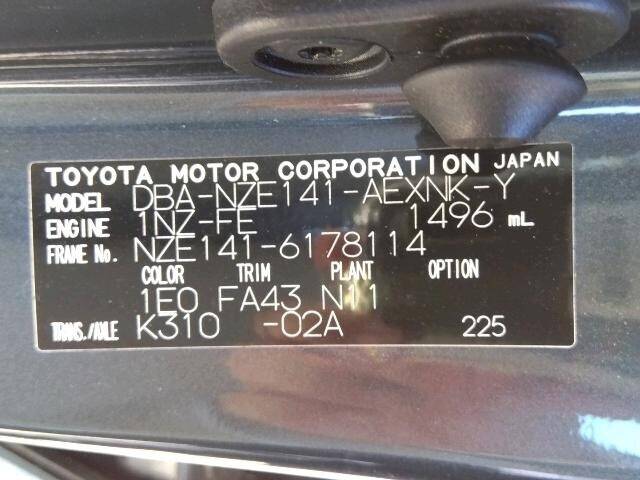 TOYOTA MOTOR CORPORATION JAPAN
MODEL DBA-NZE141-AEXNK-Y
ENGINE 1NZ-FE 1496 mL
FRAME No. NZE141-6178114
COLOR TRIM PLANT OPTION
1E0 FA43 N11
TRANS./AXLE K310 -02A 225